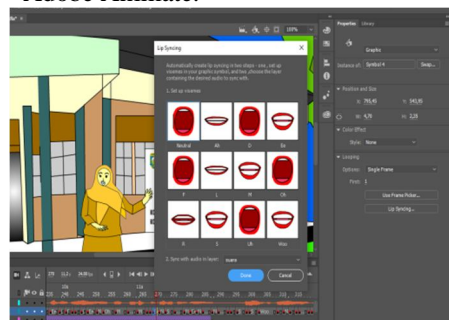 Adobe Animate.
100%
Lip Syncing
Automatically create lip syncing in two steps - one, set up
visemes in your graphic symbol, and two, choose the layer
containing the desired audio to sync with.
1. Set up visemes
Neutral Ah D Ee
F L M Oh
R S Uh Woo
2. Sync with audio in layer: suara
Done Cancel
Properties Library
Graphic
Instance of: Symbol 4 Swap...
Position and Size
Color Effect
Style: None
Looping
Options: Single Frame
First: 1
Use Frame Picker...
Lip Syncing...